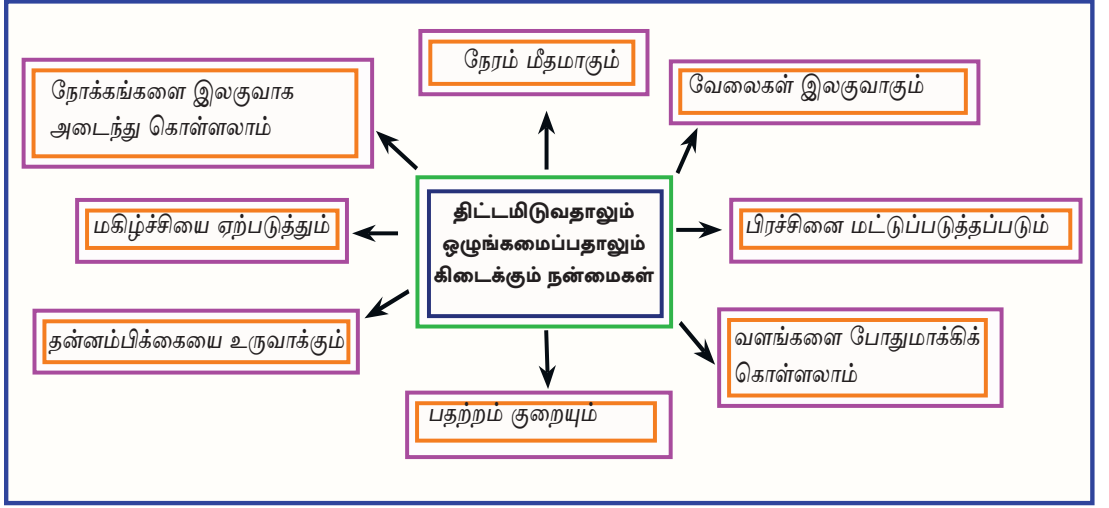 நேரம் மீதமாகும்
நோக்கங்களை இலகுவாக
அடைந்து கொள்ளலாம்
வேலைகள் இலகுவாகும்
மகிழ்ச்சியை ஏற்படுத்தும்
திட்டமிடுவதாலும்
ஒழுங்கமைப்பதாலும்
கிடைக்கும் நன்மைகள்
பிரச்சினை மட்டுப்படுத்தப்படும்
தன்னம்பிக்கையை உருவாக்கும்
வளங்களை போதுமாக்கிக்
கொள்ளலாம்
பதற்றம் குறையும்